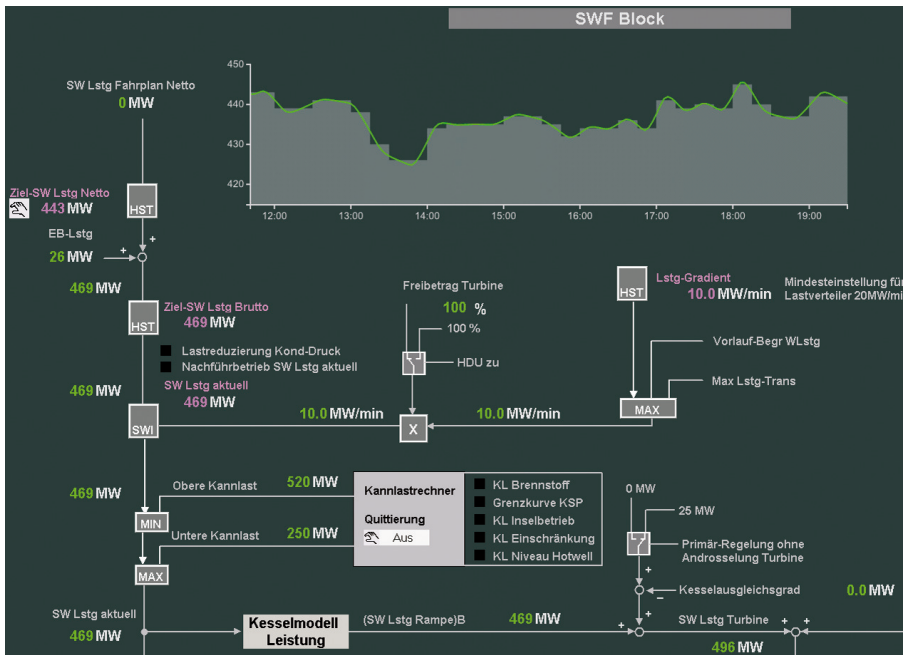 SWF Block
SW Lstg Fahrplan Netto
0 MW
450
440
430
420
12:00 13:00 14:00 15:00 16:00 17:00 18:00 19:00
Ziel-SW Lstg Netto
443 MW
HST
EB-Lstg
+
26 MW
+
469 MW
Ziel-SW Lstg Brutto
HST
469 MW
Lastreduzierung Kond-Druck
Nachführbetrieb SW Lstg aktuell
Freibetrag Turbine
100 %
100 %
HDU zu
HST
Lstg-Gradient
10.0 MW/min
Mindesteinstellung für
Lastverteiler 20MW/mi
Vorlauf-Begr WLstg
Max Lstg-Trans
MAX
469 MW
SW Lstg aktuell
469 MW
SWI
10.0 MW/min
X
10.0 MW/min
469 MW
Obere Kannlast
520 MW
MIN
Untere Kannlast
250 MW
MAX
Kannlastrechner
Quittierung
Aus
KL Brennstoff
Grenzkurve KSP
KL Inselbetrieb
KL Einschränkung
KL Niveau Hotwell
0 MW
25 MW
Primär-Regelung ohne
Androsselung Turbine
+
Kesselausgleichsgrad
–
0.0 MW
SW Lstg aktuell
469 MW
Kesselmodell
Leistung
(SW Lstg Rampe)B
469 MW
+
+
SW Lstg Turbine
+
+
496 MW